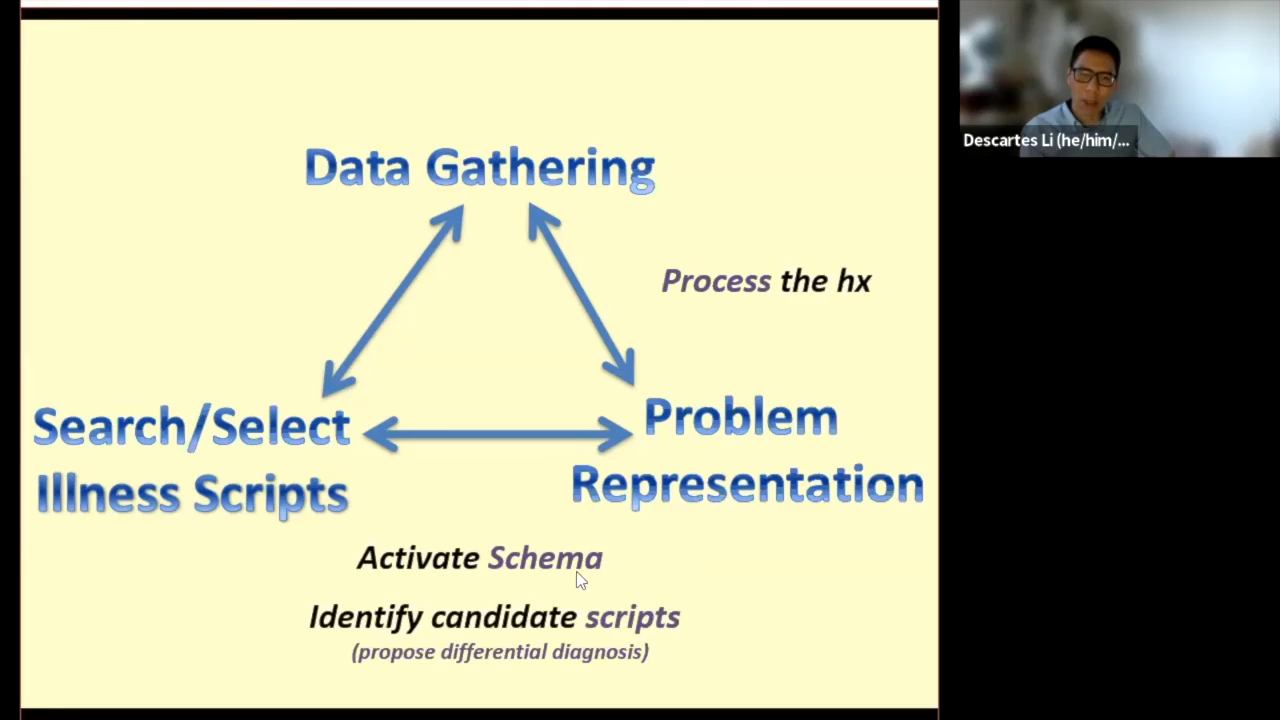 Data Gathering
Process the hx
Search/Select
Illness Scripts
Problem
Representation
Activate Schema
Identify candidate scripts
(propose differential diagnosis)
Descartes Li (he/him/...